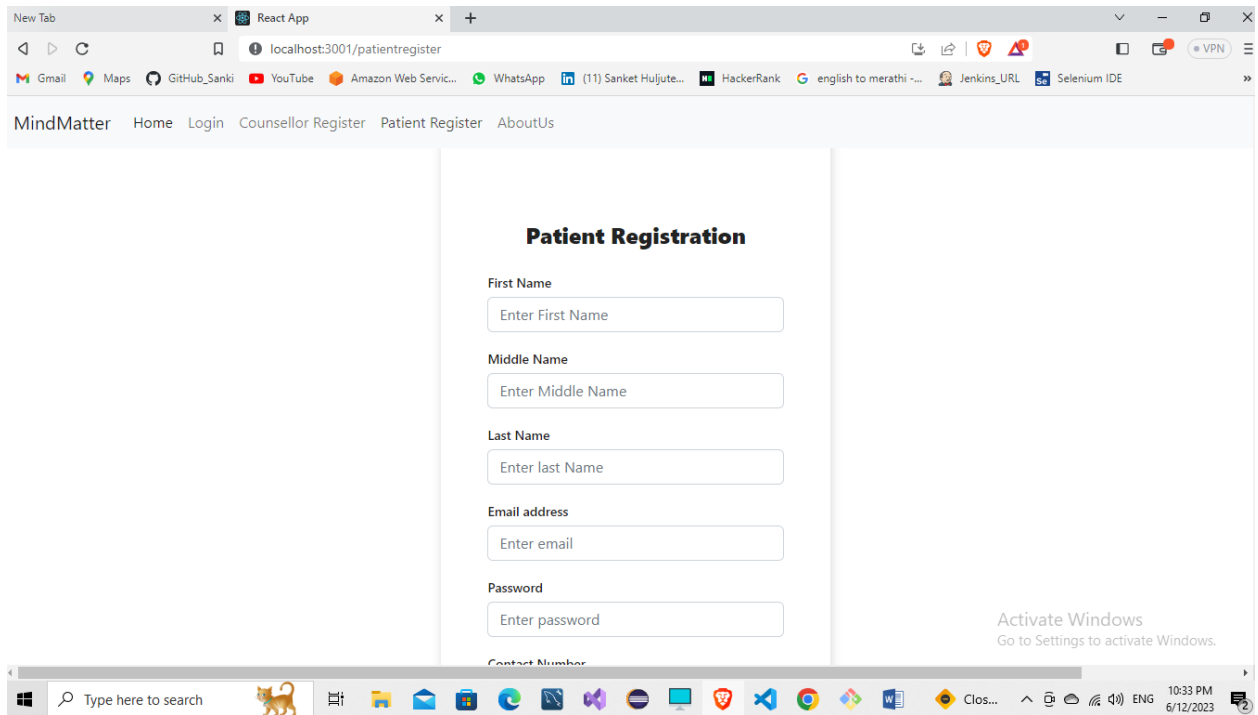 New Tab
React App
localhost:3001/patientregister
VPN
Gmail Maps GitHub_Sanki YouTube Amazon Web Servic... WhatsApp (11) Sanket Huljute... HackerRank english to merathi -... Jenkins_URL Selenium IDE
MindMatter Home Login Counsellor Register Patient Register AboutUs
Patient Registration
First Name
Enter First Name
Middle Name
Enter Middle Name
Last Name
Enter last Name
Email address
Enter email
Password
Enter password
Contact Number
Activate Windows
Go to Settings to activate Windows.
Type here to search
Clos...
ENG
10:33 PM
6/12/2023
2